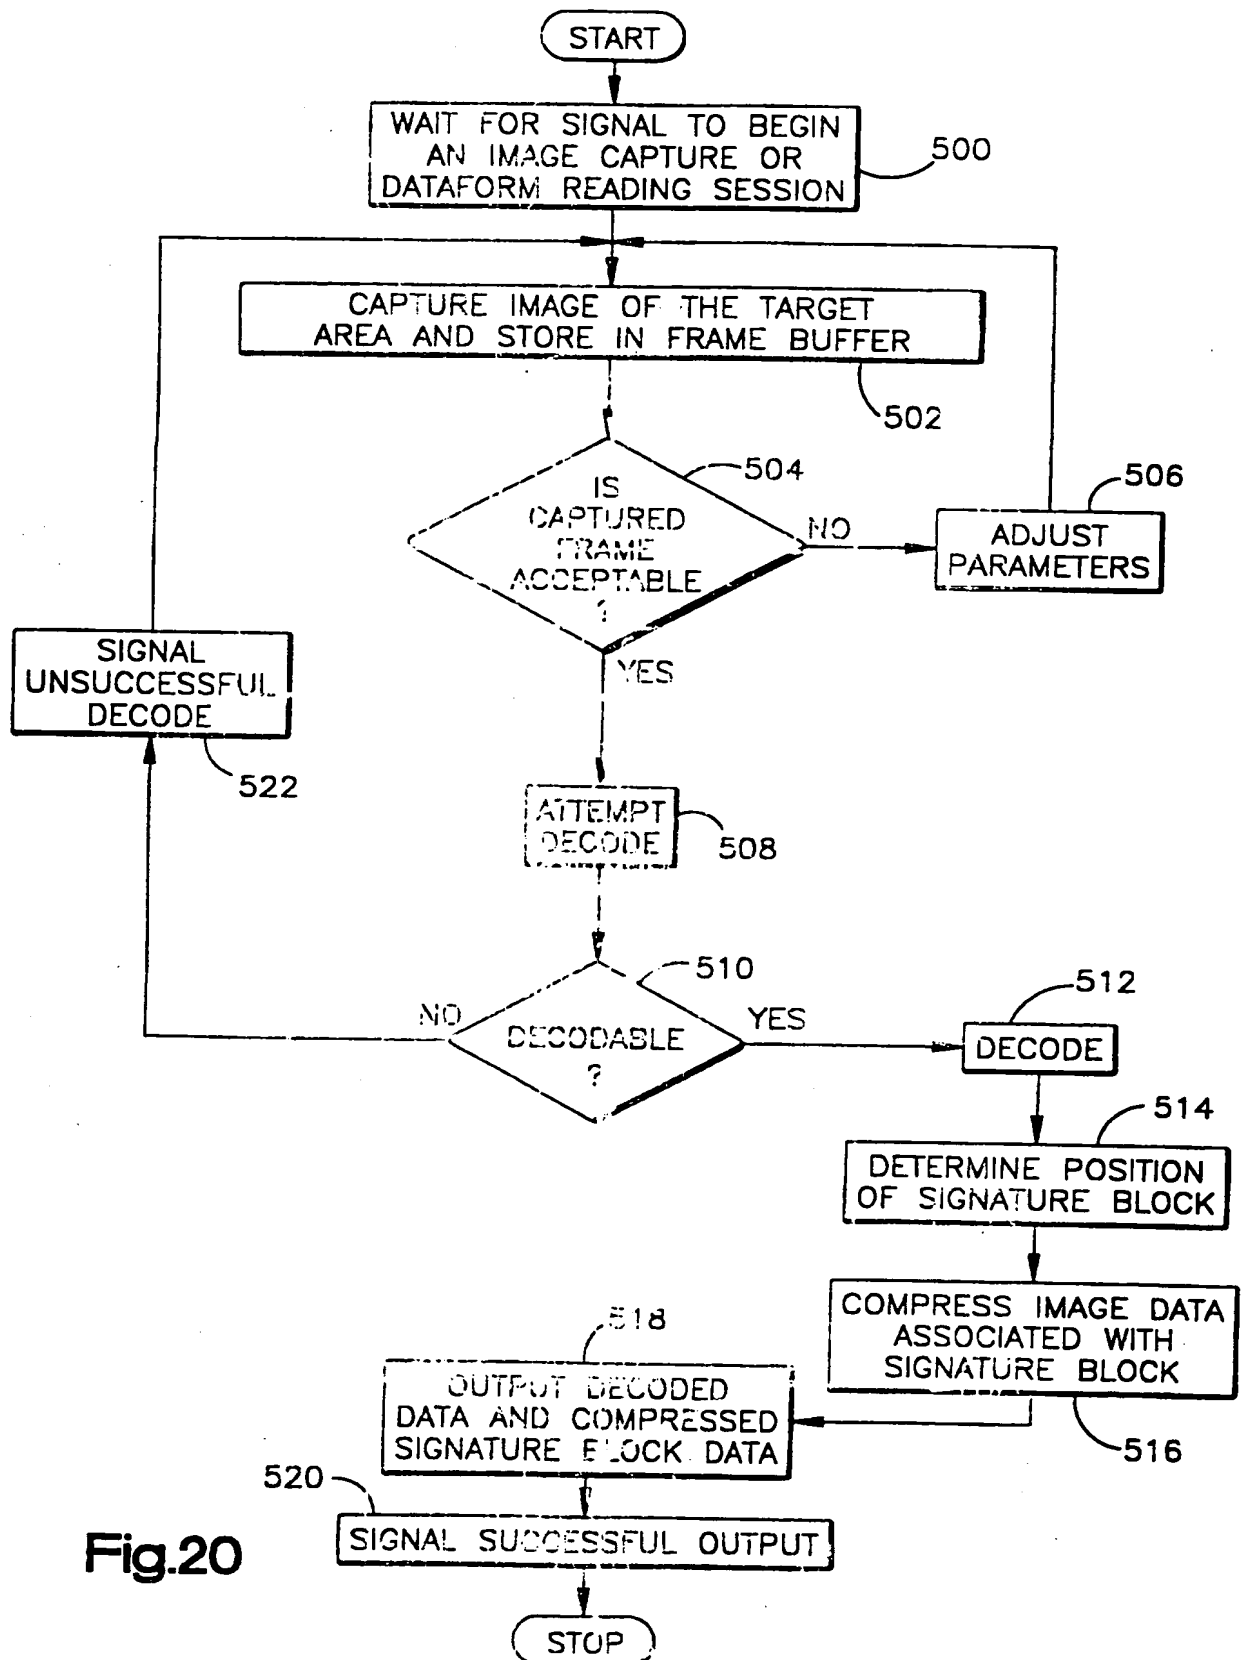 START
WAIT FOR SIGNAL TO BEGIN
AN IMAGE CAPTURE OR
DATAFORM READING SESSION
500
CAPTURE IMAGE OF THE TARGET
AREA AND STORE IN FRAME BUFFER
502
504
IS
CAPTURED
FRAME
ACCEPTABLE
?
NO
506
ADJUST
PARAMETERS
YES
SIGNAL
UNSUCCESSFUL
DECODE
522
ATTEMPT
DECODE
508
510
NO
DECODABLE
?
YES
512
DECODE
514
DETERMINE POSITION
OF SIGNATURE BLOCK
COMPRESS IMAGE DATA
ASSOCIATED WITH
SIGNATURE BLOCK
516
518
OUTPUT DECODED
DATA AND COMPRESSED
SIGNATURE BLOCK DATA
520
SIGNAL SUCCESSFUL OUTPUT
Fig.20
STOP